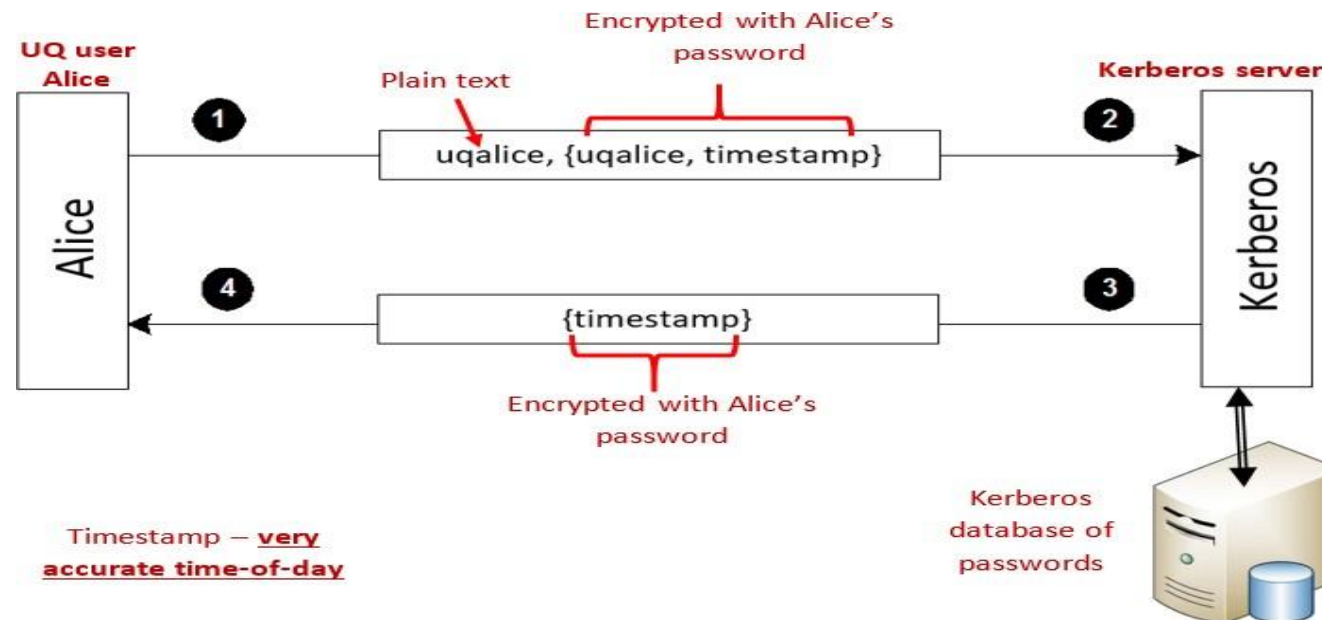 Encrypted with Alice's
password
UQ user
Alice
Plain text
Kerberos server
1
2
uqalice, {uqalice, timestamp}
Alice
Kerberos
4
3
{timestamp}
Encrypted with Alice's
password
Timestamp – very
accurate time-of-day
Kerberos
database of
passwords